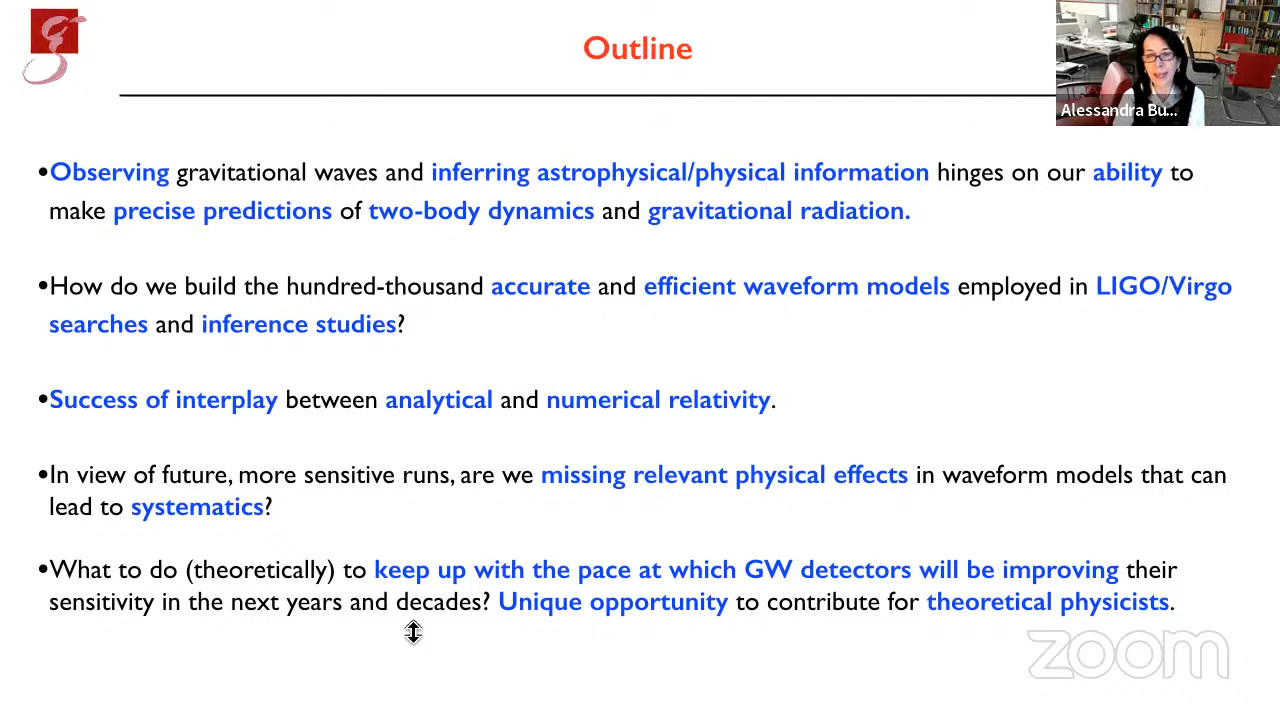 Outline
Alessandra Bu...
•Observing gravitational waves and inferring astrophysical/physical information hinges on our ability to
make precise predictions of two-body dynamics and gravitational radiation.
•How do we build the hundred-thousand accurate and efficient waveform models employed in LIGO/Virgo
searches and inference studies?
•Success of interplay between analytical and numerical relativity.
•In view of future, more sensitive runs, are we missing relevant physical effects in waveform models that can
lead to systematics?
•What to do (theoretically) to keep up with the pace at which GW detectors will be improving their
sensitivity in the next years and decades? Unique opportunity to contribute for theoretical physicists.
zoom